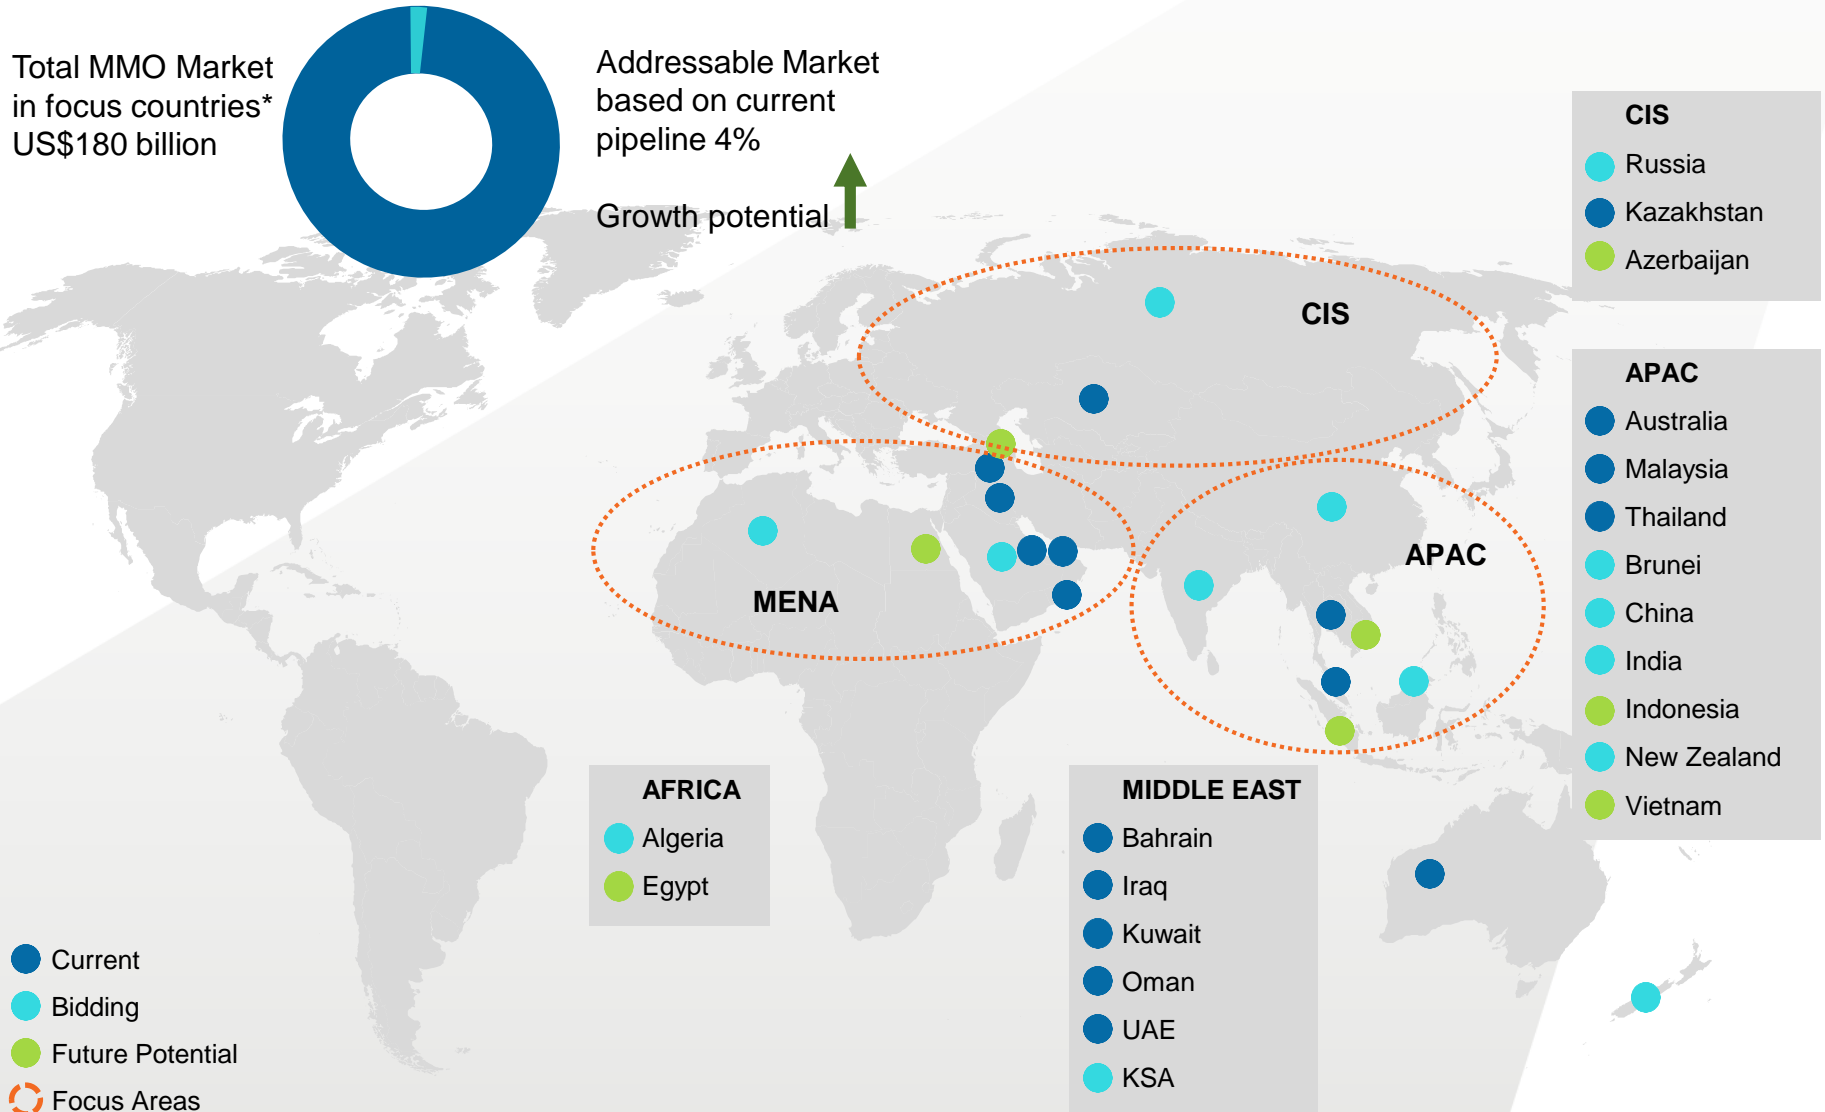 Total MMO Market
in focus countries*
US$180 billion
Addressable Market
based on current
pipeline 4%
Growth potential
CIS
Russia
Kazakhstan
Azerbaijan
CIS
APAC
Australia
Malaysia
Thailand
Brunei
China
India
Indonesia
New Zealand
Vietnam
APAC
MENA
AFRICA
Algeria
Egypt
MIDDLE EAST
Bahrain
Iraq
Kuwait
Oman
UAE
KSA
Current
Bidding
Future Potential
Focus Areas